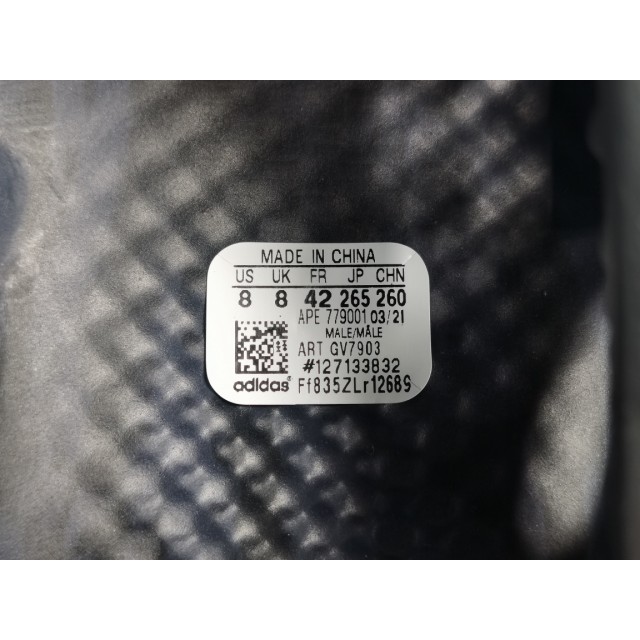 MADE IN CHINA
US UK FR JP CHN
8 8 42 265 260
APE 779001 03/21
MALE/MÂLE
ART GV7903
#127133832
adidas® Ff835ZLr12689